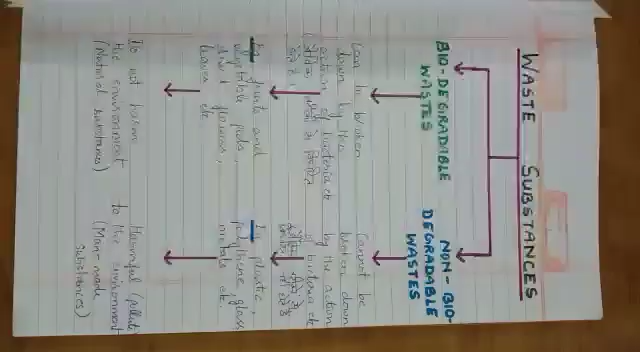 WASTE SUBSTANCES
BIO-DEGRADABLE
WASTES
Can be broken
down by the
action of bacteria etc
Eg fruits and
vegetable peels,
dried flowers,
leaves etc
Do not harm
the environment
(Natural substances)
NON-BIO-
DEGRADABLE
WASTES
Cannot be
broken down
by the action
of bacteria etc
Eg plastic,
polythene, glass
metals etc.
Harmful (pollute
to the environment
(Man-made
substances)